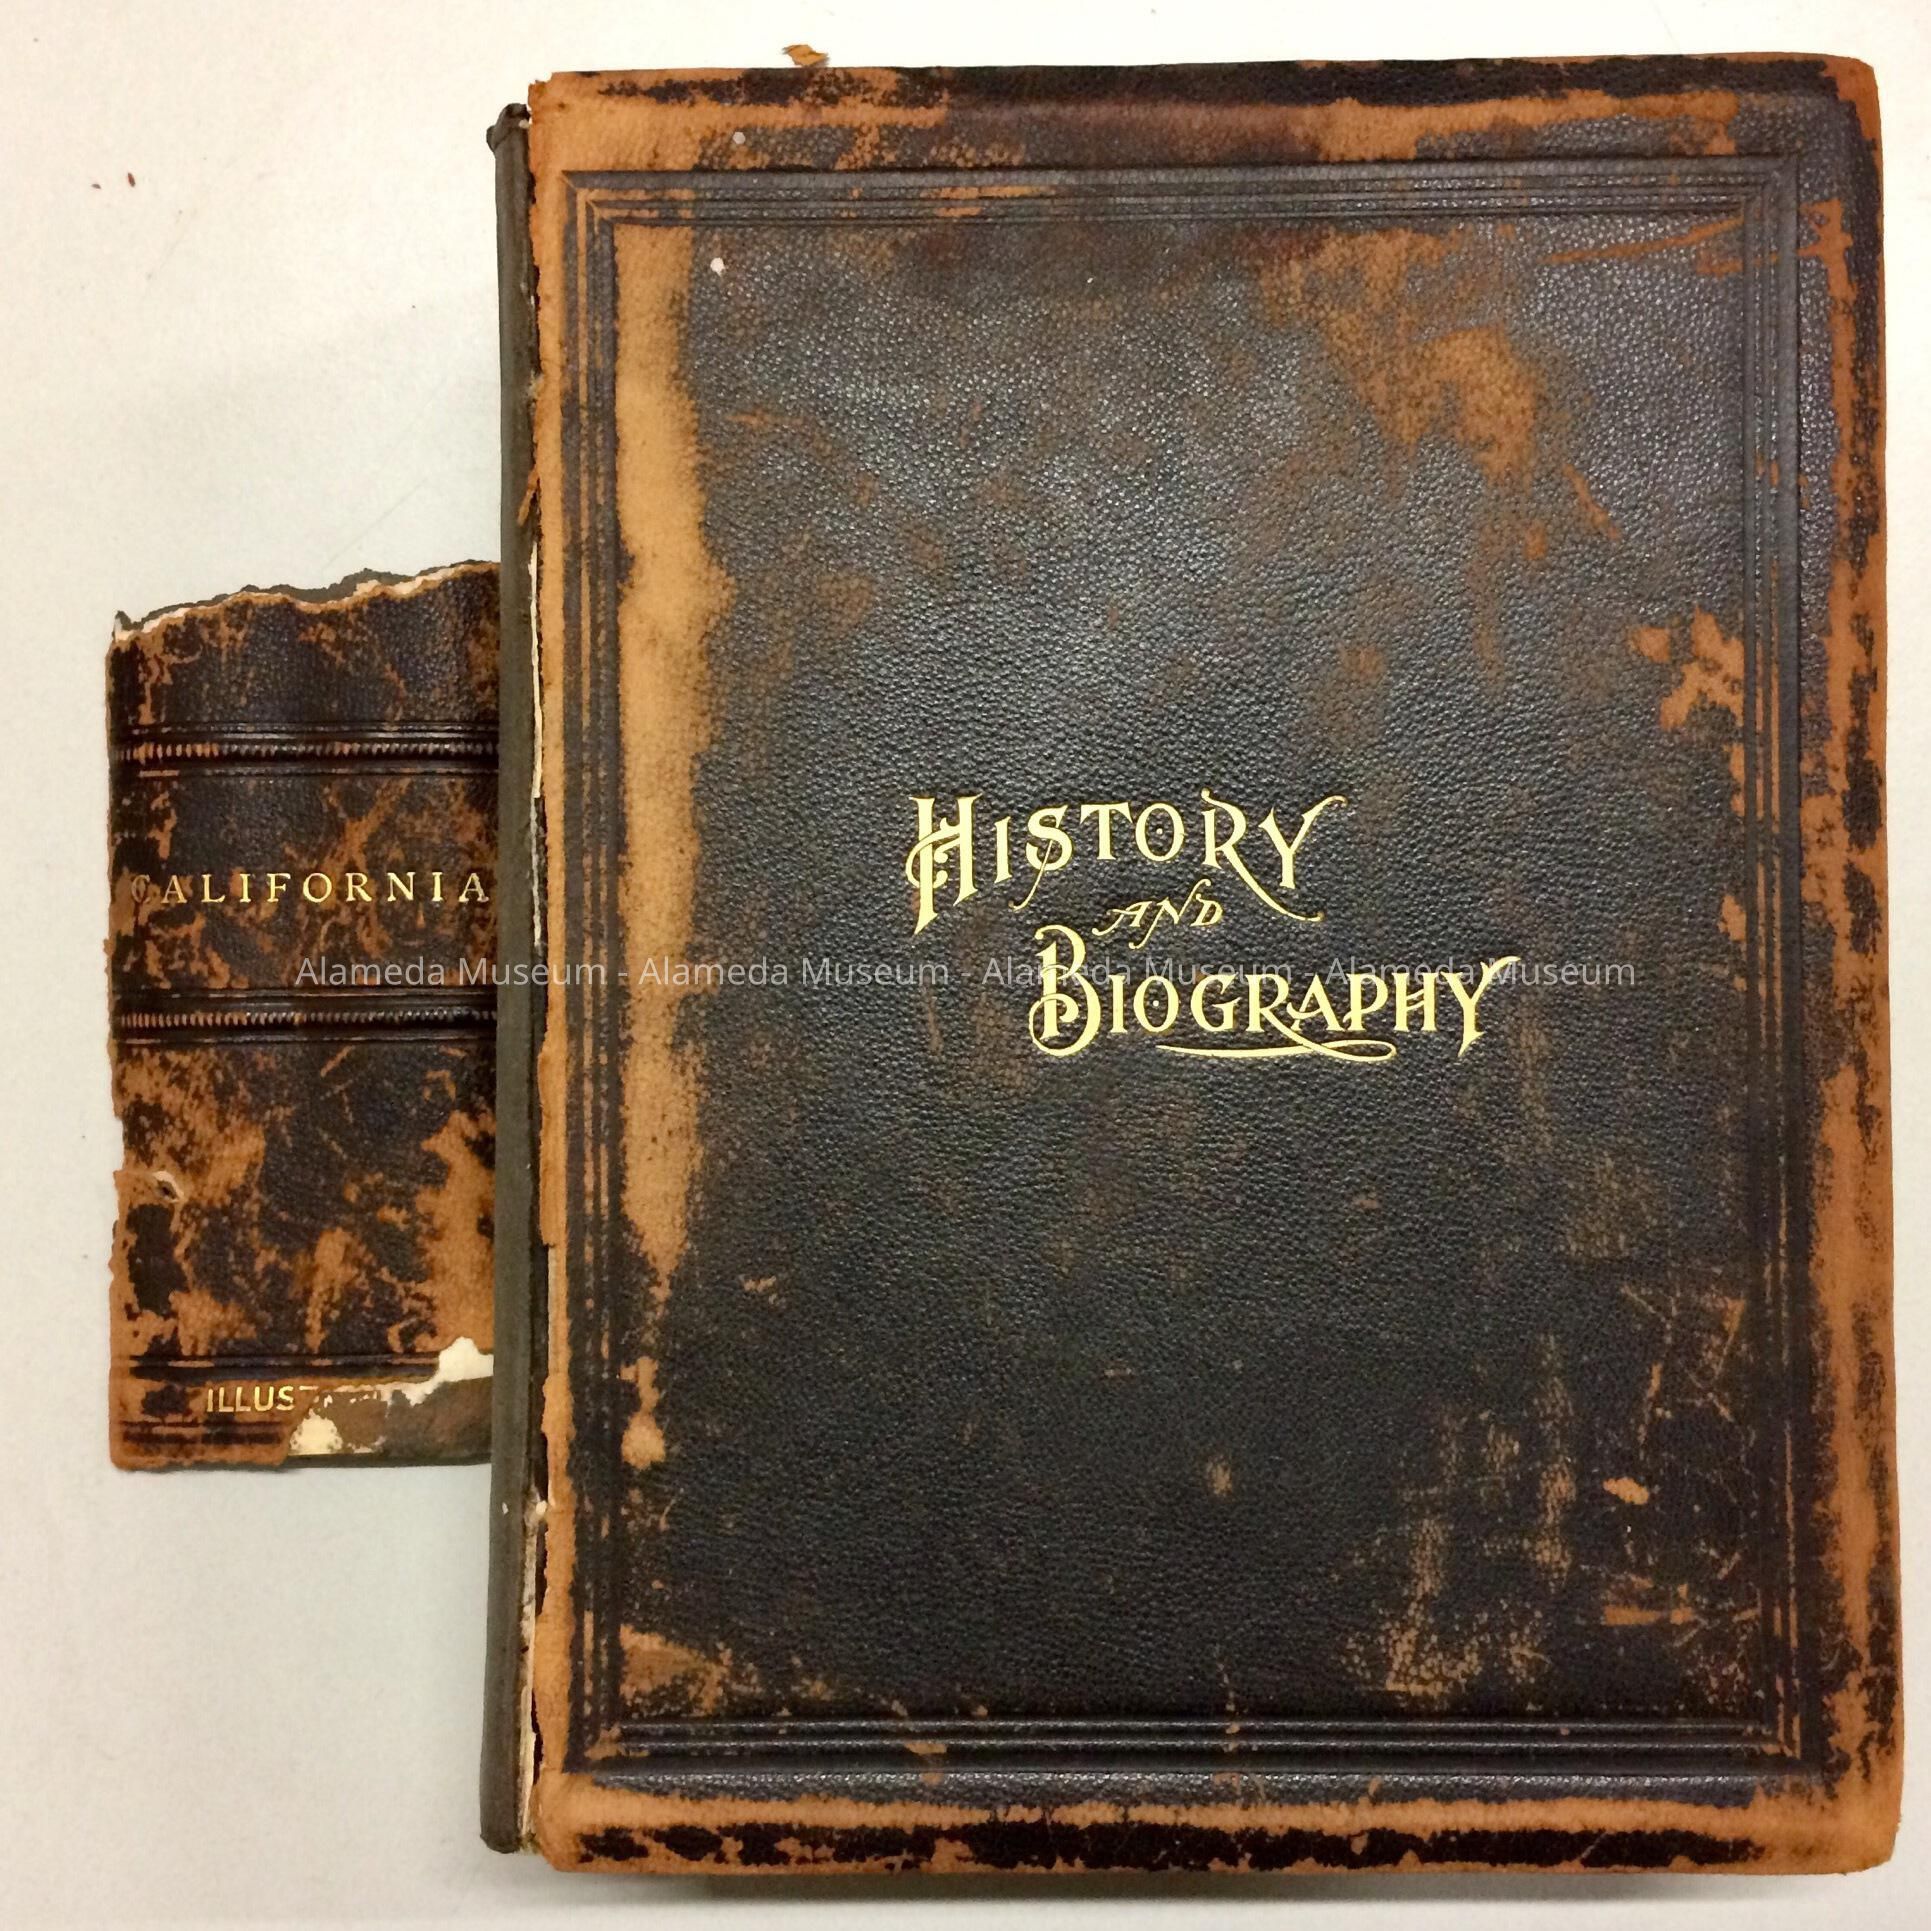 HISTORY
AND
BIOGRAPHY
CALIFORNIA
Alameda Museum - Alameda Museum - Alameda Museum - Alameda Museum